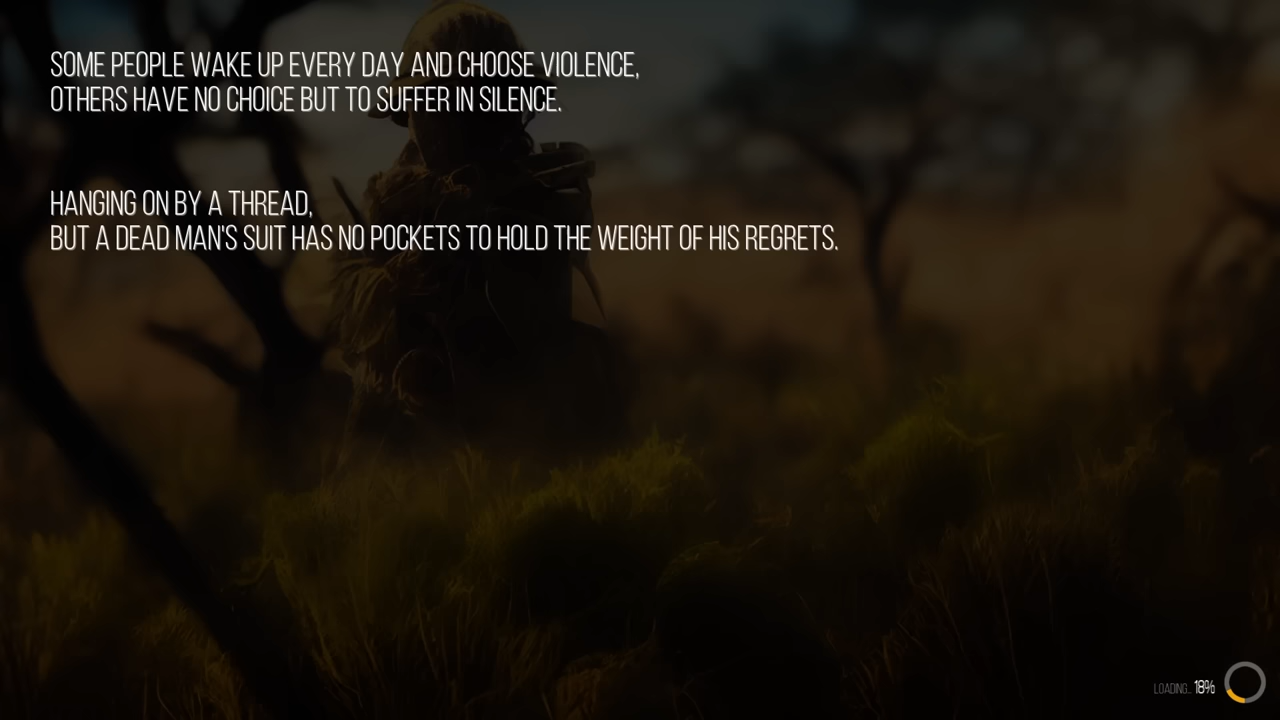 SOME PEOPLE WAKE UP EVERY DAY AND CHOOSE VIOLENCE,
OTHERS HAVE NO CHOICE BUT TO SUFFER IN SILENCE.
HANGING ON BY A THREAD,
BUT A DEAD MAN'S SUIT HAS NO POCKETS TO HOLD THE WEIGHT OF HIS REGRETS.
LOADING... 18%